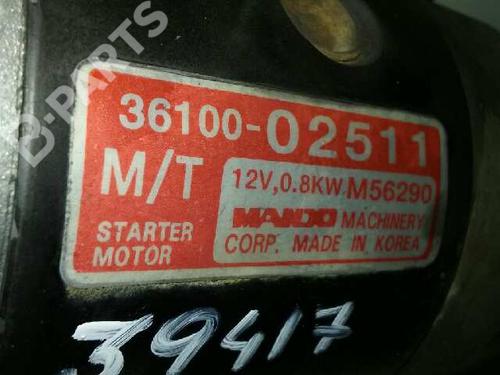 B-PARTS
36100-02511
M/T
12V,0.8KW M56290
STARTER MOTOR
MANDO MACHINERY
CORP. MADE IN KOREA
39417